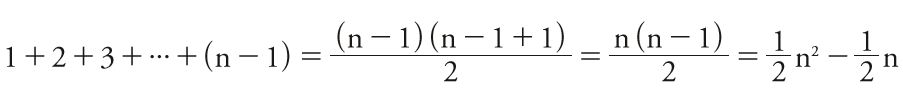 1 + 2 + 3 + ··· + (n − 1) = (n − 1)(n − 1 + 1)/2 = n(n − 1)/2 = 1/2 n² − 1/2 n